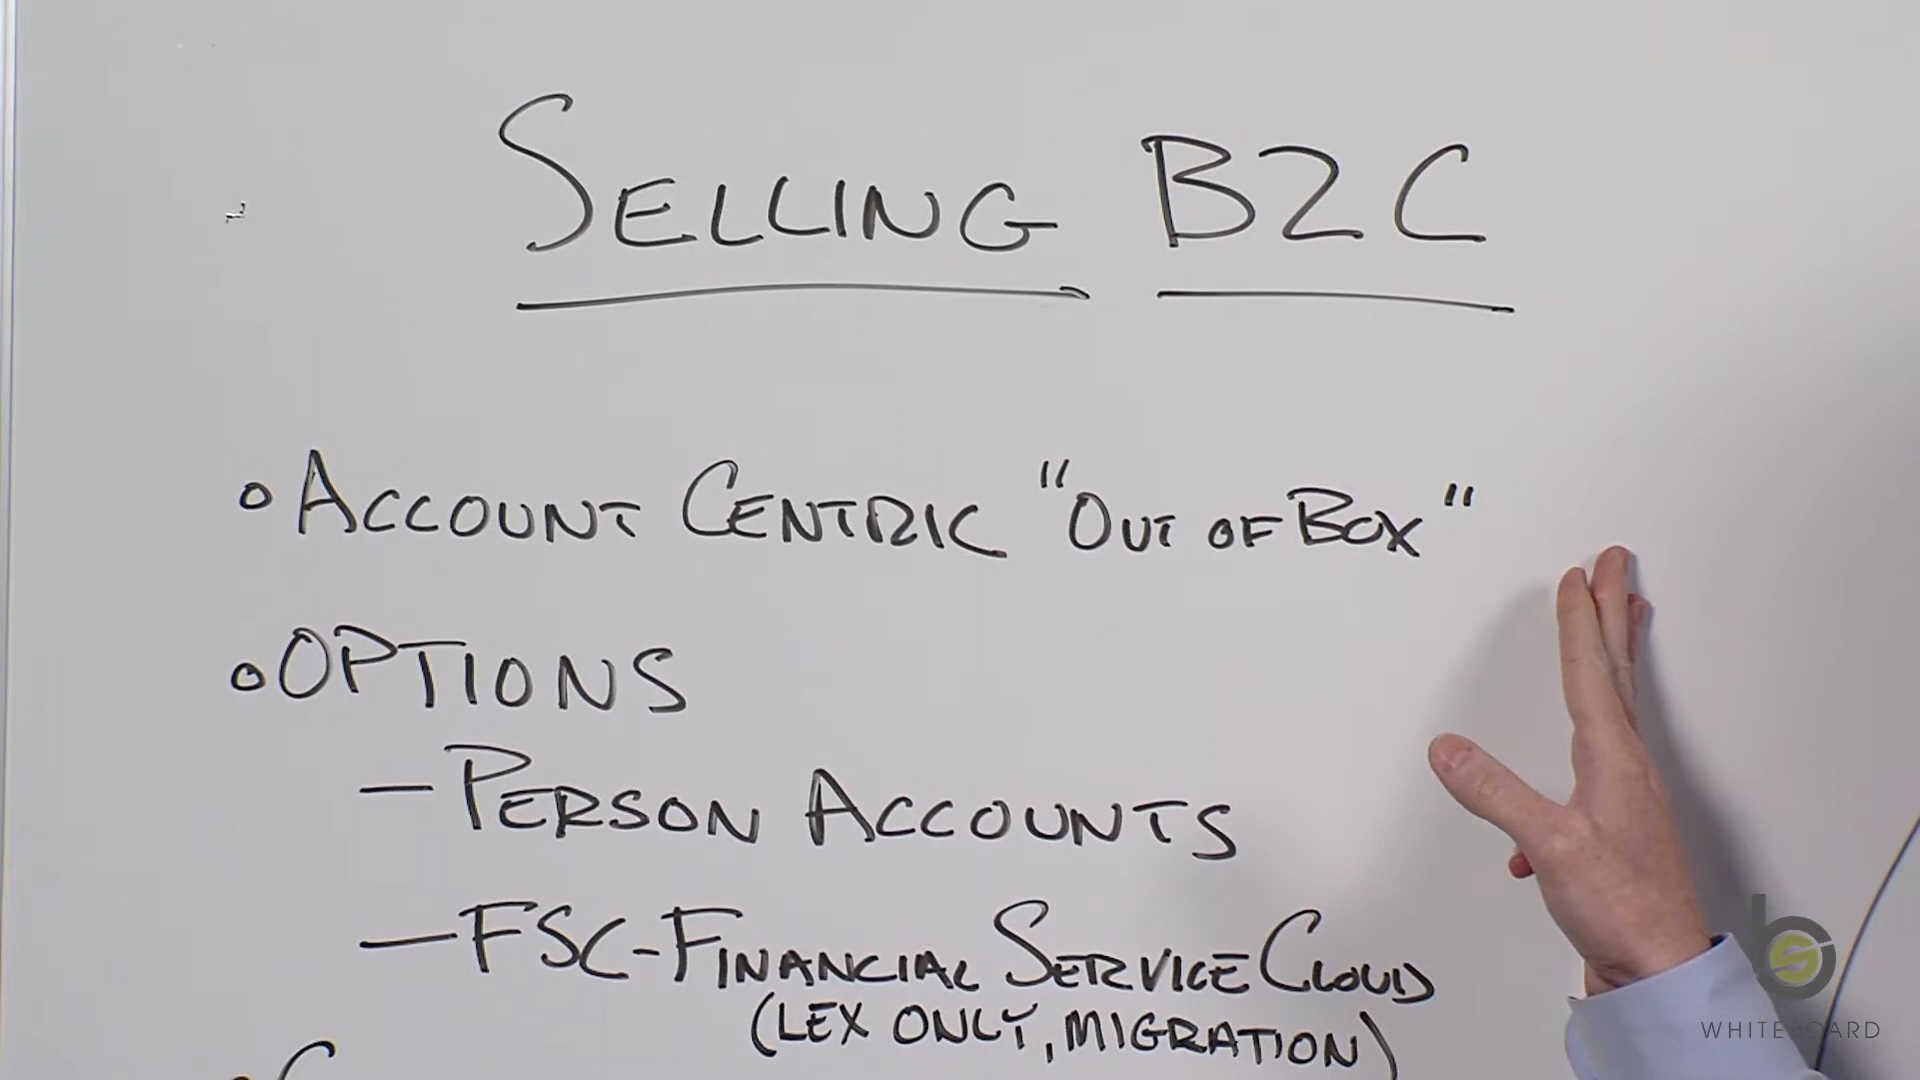 SELLING B2C
• ACCOUNT CENTRIC "OUT OF BOX"
• OPTIONS
— PERSON ACCOUNTS
— FSC - FINANCIAL SERVICE CLOUD
(LEX ONLY, MIGRATION)
WHITEBOARD